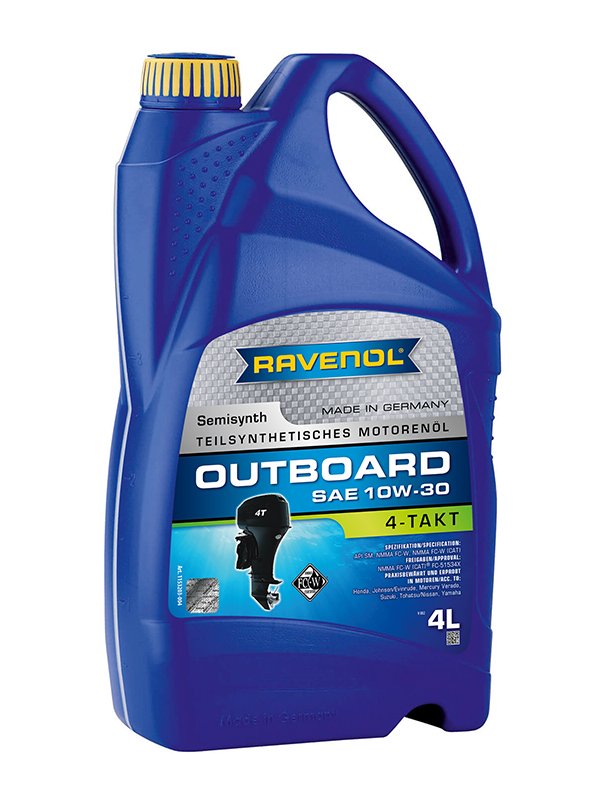 RAVENOL®
Semisynth
MADE IN GERMANY
TEILSYNTHETISCHES MOTORENÖL
OUTBOARD
SAE 10W-30
4-TAKT
4T
SPEZIFIKATION/SPECIFICATION:
API SM, NMMA FC-W, NMMA FC-W (CAT)
FREIGABEN/APPROVAL:
NMMA FC-W (CAT)® FC-51534X
PRAXISBEWÄHRT UND ERPROBT
IN MOTOREN/ACC. TO:
Honda, Johnson/Evinrude, Mercury Verado,
Suzuki, Tohatsu/Nissan, Yamaha
FC-W
4L
Made in Germany